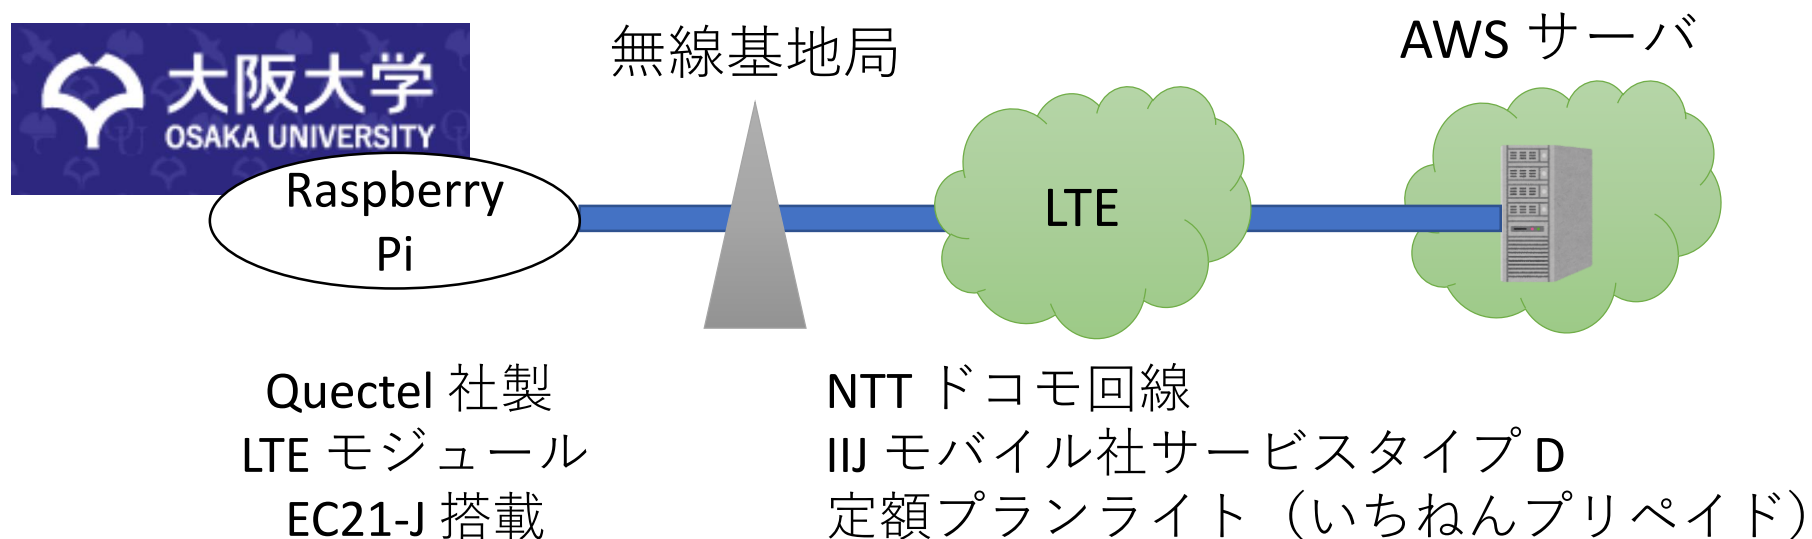 大阪大学
OSAKA UNIVERSITY
Raspberry
Pi
無線基地局
LTE
AWS サーバ
Quectel 社製
LTE モジュール
EC21-J 搭載
NTT ドコモ回線
IIJ モバイル社サービスタイプ D
定額プランライト（いちねんプリペイド）